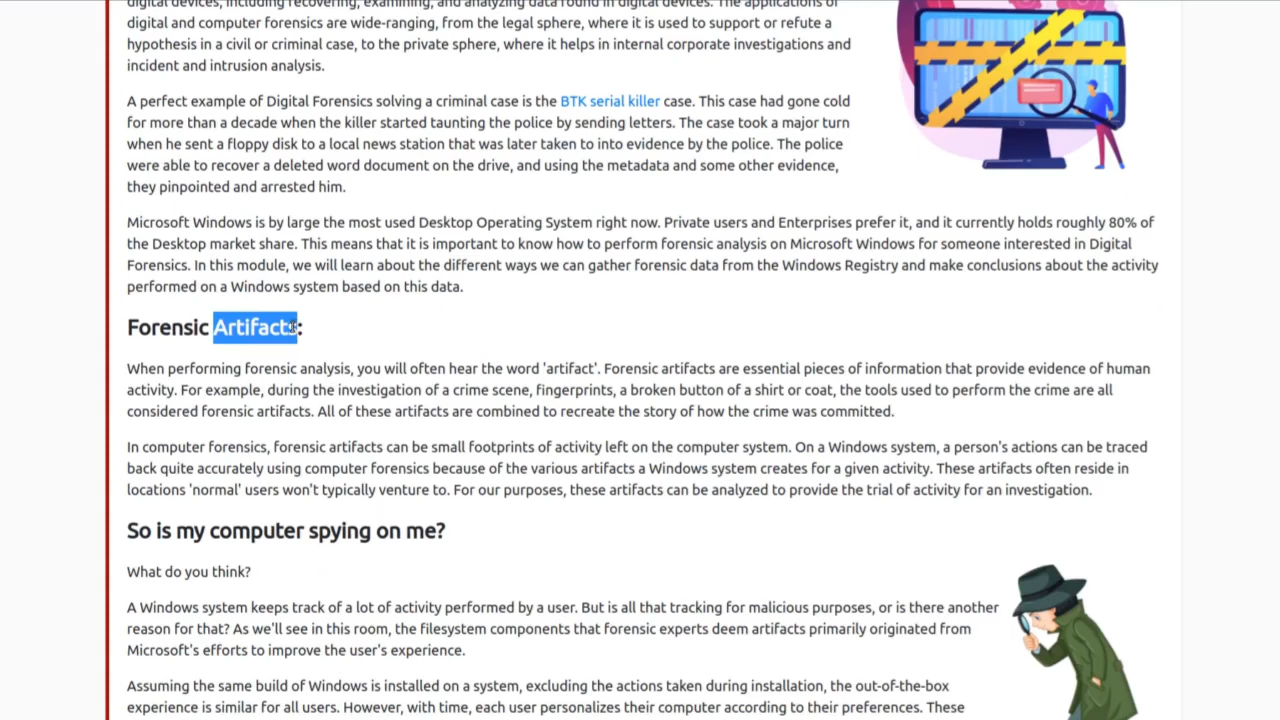 digital devices, including recovering, examining, and analyzing data found in digital devices. The applications of
digital and computer forensics are wide-ranging, from the legal sphere, where it is used to support or refute a
hypothesis in a civil or criminal case, to the private sphere, where it helps in internal corporate investigations and
incident and intrusion analysis.
A perfect example of Digital Forensics solving a criminal case is the BTK serial killer case. This case had gone cold
for more than a decade when the killer started taunting the police by sending letters. The case took a major turn
when he sent a floppy disk to a local news station that was later taken to into evidence by the police. The police
were able to recover a deleted word document on the drive, and using the metadata and some other evidence,
they pinpointed and arrested him.
Microsoft Windows is by large the most used Desktop Operating System right now. Private users and Enterprises prefer it, and it currently holds roughly 80% of
the Desktop market share. This means that it is important to know how to perform forensic analysis on Microsoft Windows for someone interested in Digital
Forensics. In this module, we will learn about the different ways we can gather forensic data from the Windows Registry and make conclusions about the activity
performed on a Windows system based on this data.
Forensic Artifacts:
When performing forensic analysis, you will often hear the word 'artifact'. Forensic artifacts are essential pieces of information that provide evidence of human
activity. For example, during the investigation of a crime scene, fingerprints, a broken button of a shirt or coat, the tools used to perform the crime are all
considered forensic artifacts. All of these artifacts are combined to recreate the story of how the crime was committed.
In computer forensics, forensic artifacts can be small footprints of activity left on the computer system. On a Windows system, a person's actions can be traced
back quite accurately using computer forensics because of the various artifacts a Windows system creates for a given activity. These artifacts often reside in
locations 'normal' users won't typically venture to. For our purposes, these artifacts can be analyzed to provide the trial of activity for an investigation.
So is my computer spying on me?
What do you think?
A Windows system keeps track of a lot of activity performed by a user. But is all that tracking for malicious purposes, or is there another
reason for that? As we'll see in this room, the filesystem components that forensic experts deem artifacts primarily originated from
Microsoft's efforts to improve the user's experience.
Assuming the same build of Windows is installed on a system, excluding the actions taken during installation, the out-of-the-box
experience is similar for all users. However, with time, each user personalizes their computer according to their preferences. These